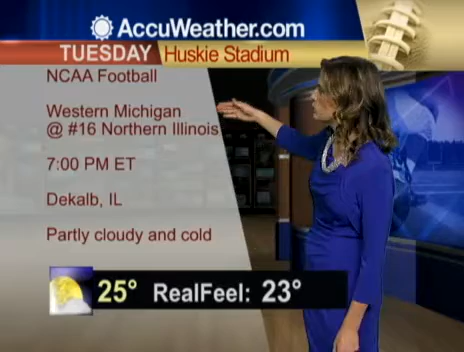 AccuWeather.com
TUESDAY Huskie Stadium
NCAA Football
Western Michigan
@ #16 Northern Illinois
7:00 PM ET
Dekalb, IL
Partly cloudy and cold
25° RealFeel: 23°